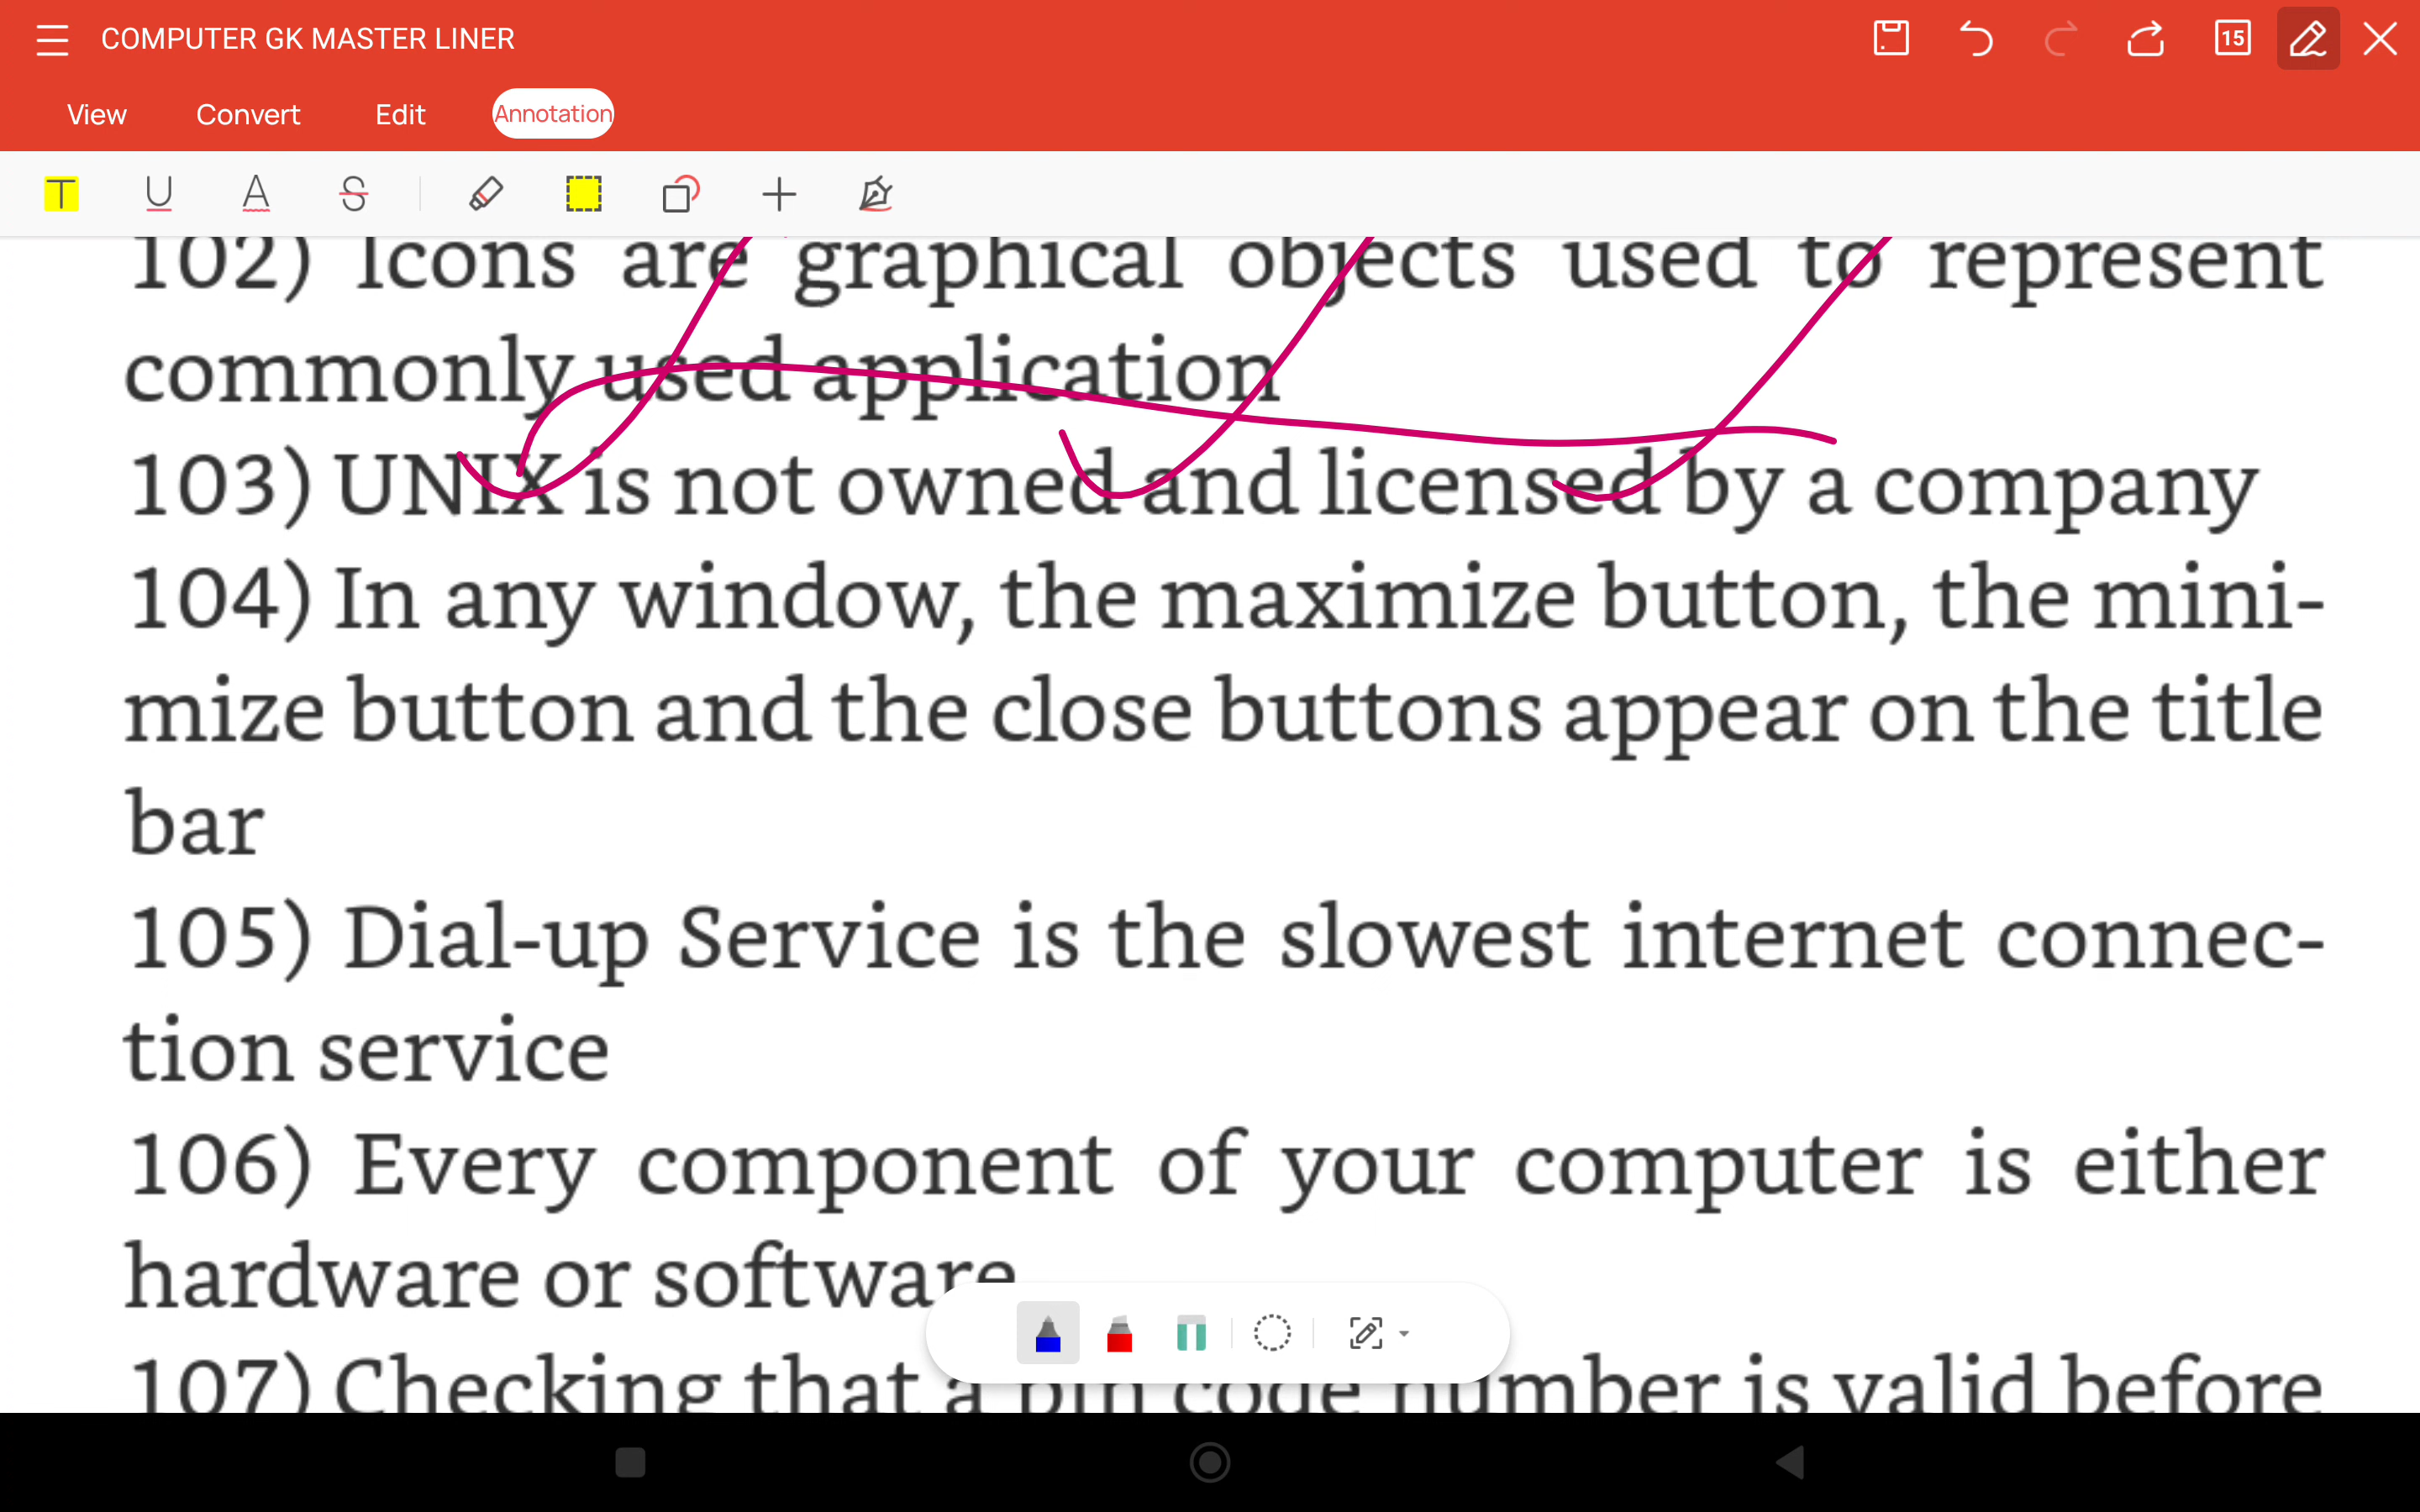 COMPUTER GK MASTER LINER
15
View Convert Edit Annotation
T U A S
102) Icons are graphical objects used to represent
commonly used application
103) UNIX is not owned and licensed by a company
104) In any window, the maximize button, the mini-
mize button and the close buttons appear on the title
bar
105) Dial-up Service is the slowest internet connec-
tion service
106) Every component of your computer is either
hardware or software
107) Checking that a pin code number is valid before